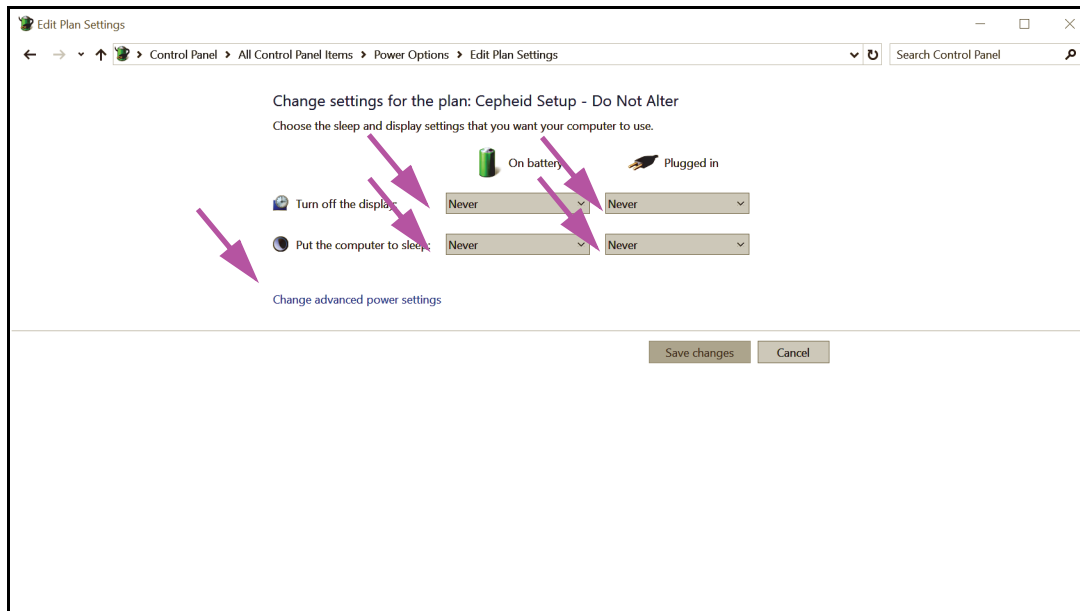 Edit Plan Settings
Control Panel > All Control Panel Items > Power Options > Edit Plan Settings
Search Control Panel
Change settings for the plan: Cepheid Setup - Do Not Alter
Choose the sleep and display settings that you want your computer to use.
On battery
Plugged in
Turn off the display:
Never
Never
Put the computer to sleep:
Never
Never
Change advanced power settings
Save changes
Cancel